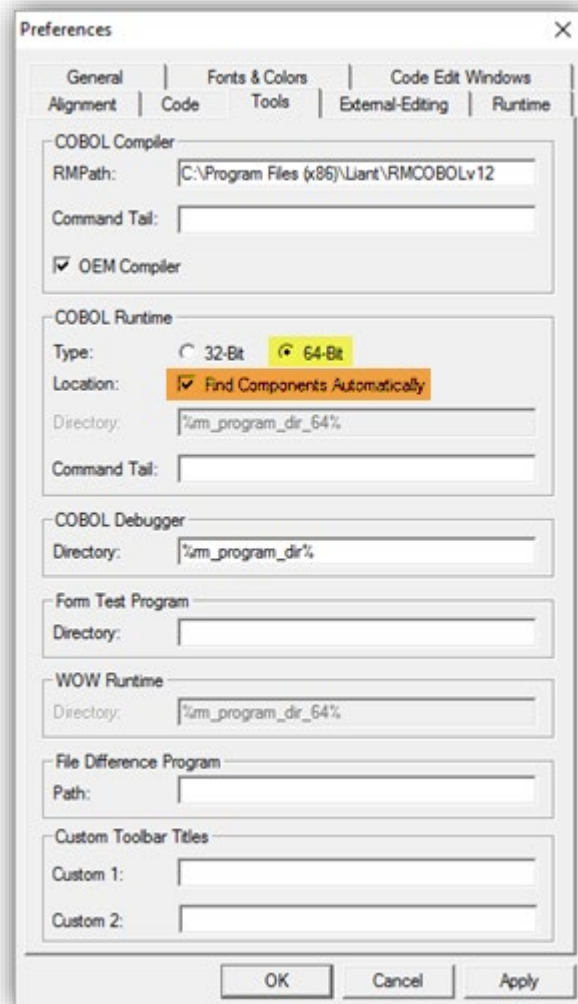 Preferences
General Fonts & Colors Code Edit Windows
Alignment Code Tools External-Editing Runtime
COBOL Compiler
RMPath: C:\Program Files (x86)\Liant\RMCOBOLv12
Command Tail:
OEM Compiler
COBOL Runtime
Type: 32-Bit 64-Bit
Location: Find Components Automatically
Directory: %rm_program_dir_64%
Command Tail:
COBOL Debugger
Directory: %rm_program_dir%
Form Test Program
Directory:
WOW Runtime
Directory: %rm_program_dir_64%
File Difference Program
Path:
Custom Toolbar Titles
Custom 1:
Custom 2:
OK Cancel Apply